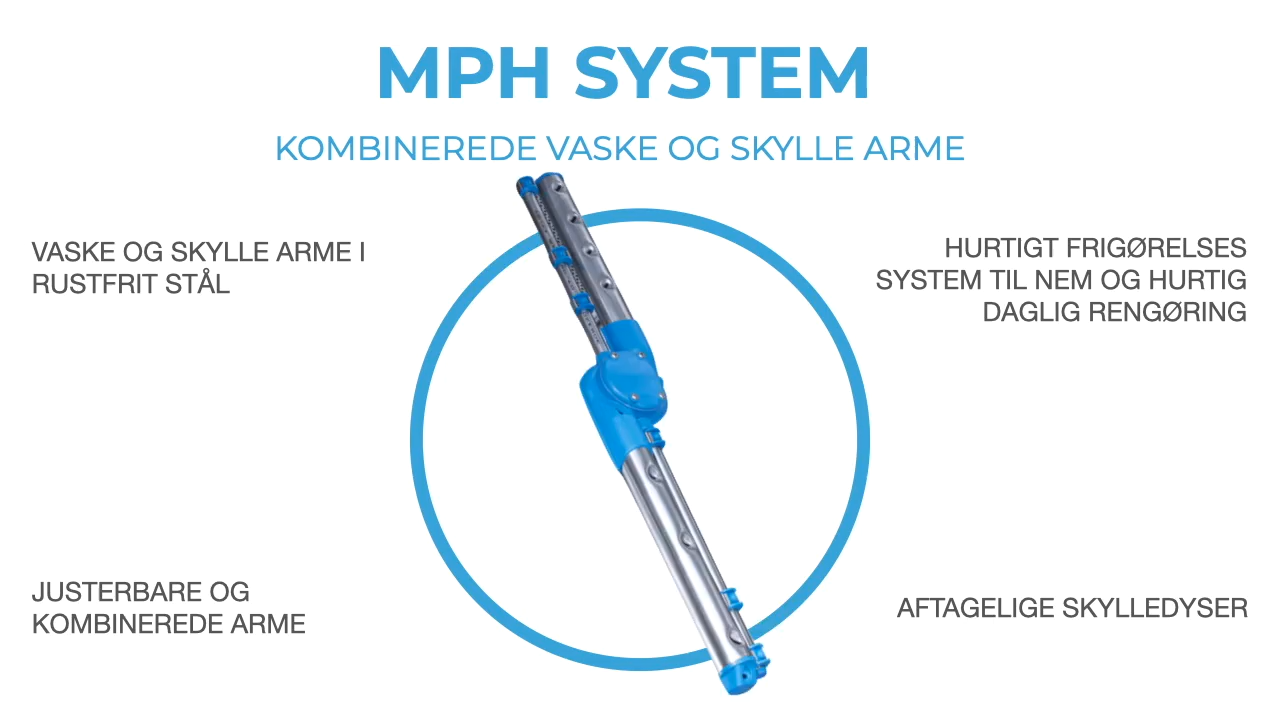 MPH SYSTEM
KOMBINEREDE VASKE OG SKYLLE ARME
VASKE OG SKYLLE ARME I
RUSTFRIT STÅL
HURTIGT FRIGØRELSES
SYSTEM TIL NEM OG HURTIG
DAGLIG RENGØRING
JUSTERBARE OG
KOMBINEREDE ARME
AFTAGELIGE SKYLLEDYSER